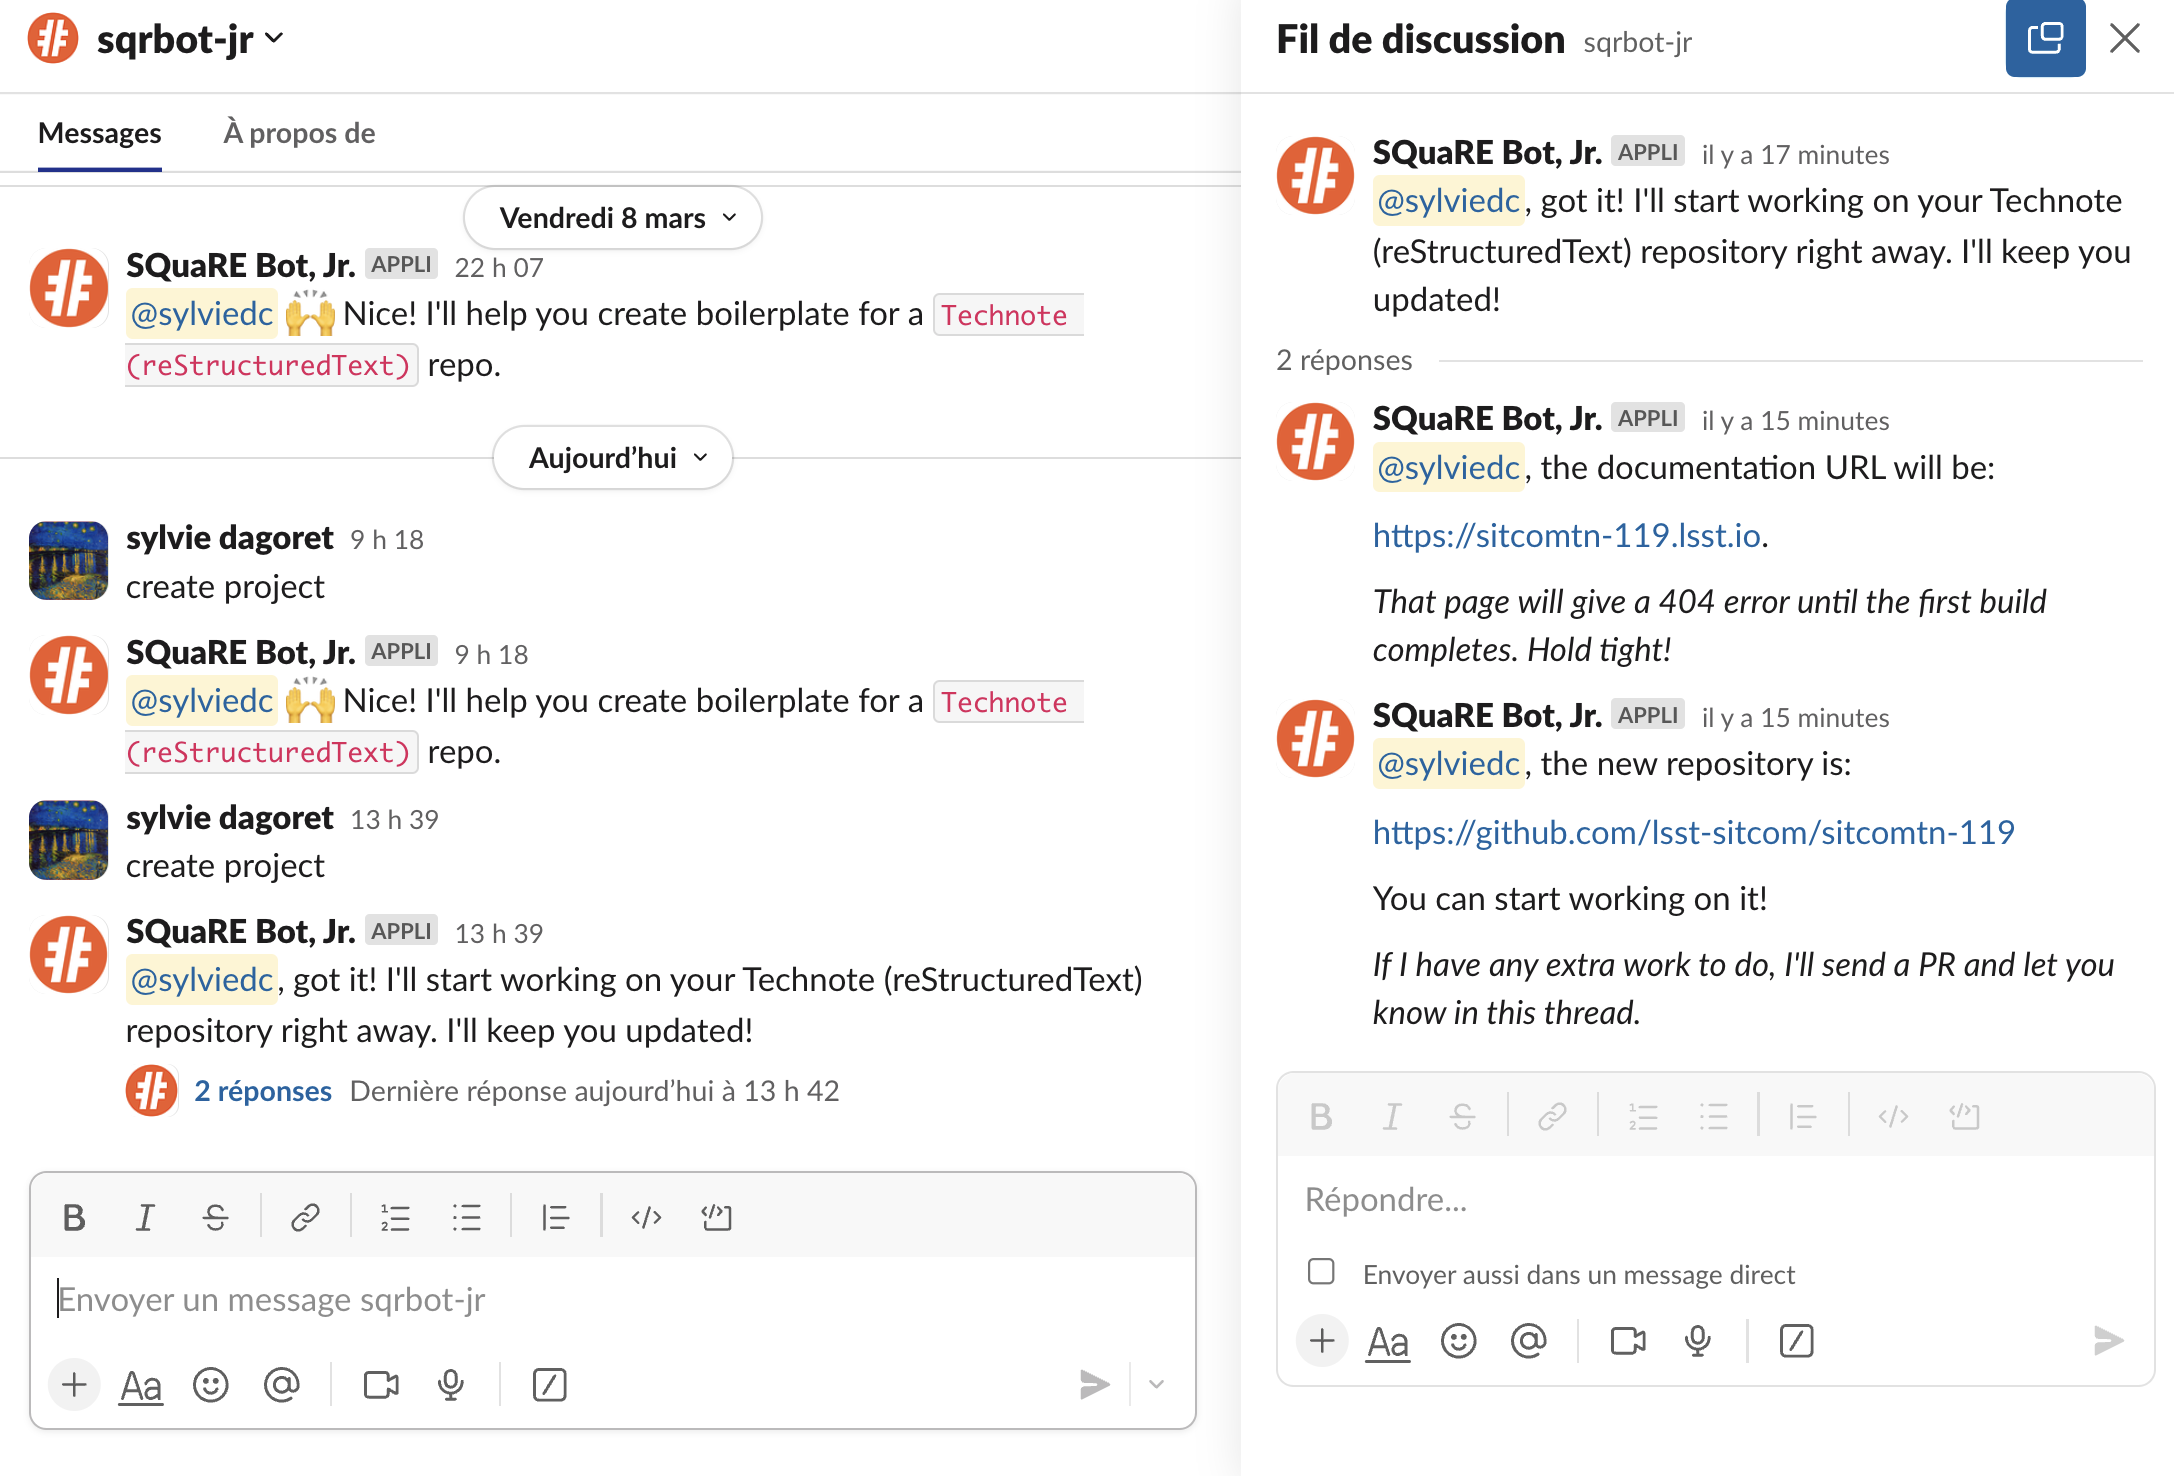 sqrbot-jr
Messages
À propos de
Vendredi 8 mars
SQuaRE Bot, Jr. APPLI 22 h 07
@sylviedc 🙌 Nice! I'll help you create boilerplate for a Technote
(reStructuredText) repo.
Aujourd’hui
sylvie dagoret 9 h 18
create project
SQuaRE Bot, Jr. APPLI 9 h 18
@sylviedc 🙌 Nice! I'll help you create boilerplate for a Technote
(reStructuredText) repo.
sylvie dagoret 13 h 39
create project
SQuaRE Bot, Jr. APPLI 13 h 39
@sylviedc, got it! I'll start working on your Technote (reStructuredText)
repository right away. I'll keep you updated!
2 réponses Dernière réponse aujourd’hui à 13 h 42
Envoyer un message sqrbot-jr
Aa
Fil de discussion sqrbot-jr
SQuaRE Bot, Jr. APPLI il y a 17 minutes
@sylviedc, got it! I'll start working on your Technote
(reStructuredText) repository right away. I'll keep you
updated!
2 réponses
SQuaRE Bot, Jr. APPLI il y a 15 minutes
@sylviedc, the documentation URL will be:
https://sitcomtn-119.lsst.io.
That page will give a 404 error until the first build
completes. Hold tight!
SQuaRE Bot, Jr. APPLI il y a 15 minutes
@sylviedc, the new repository is:
https://github.com/lsst-sitcom/sitcomtn-119
You can start working on it!
If I have any extra work to do, I'll send a PR and let you
know in this thread.
Répondre...
Envoyer aussi dans un message direct
Aa